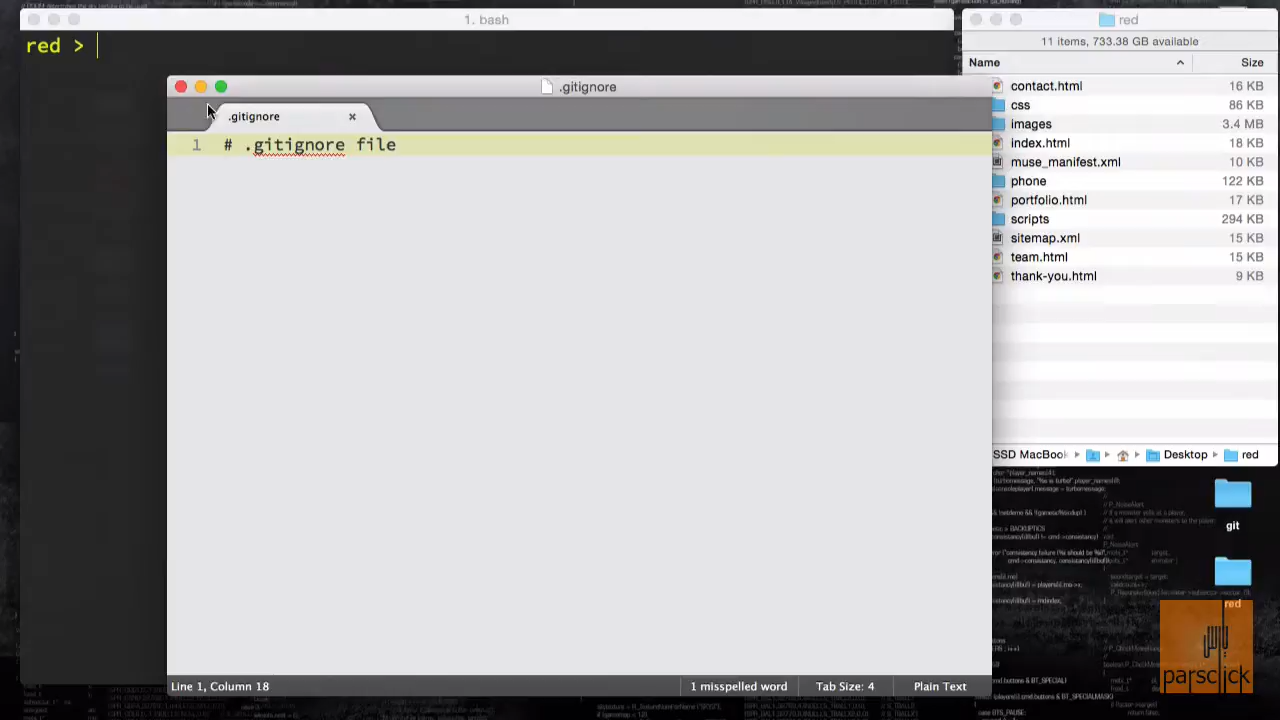 1. bash
red >
.gitignore
.gitignore
1 # .gitignore file
Line 1, Column 18
1 misspelled word
Tab Size: 4
Plain Text
red
11 items, 733.38 GB available
Name Size
contact.html 16 KB
css 86 KB
images 3.4 MB
index.html 18 KB
muse_manifest.xml 10 KB
phone 122 KB
portfolio.html 17 KB
scripts 294 KB
sitemap.xml 15 KB
team.html 15 KB
thank-you.html 9 KB
SSD MacBook Desktop red
git
red
پارس
parsclick